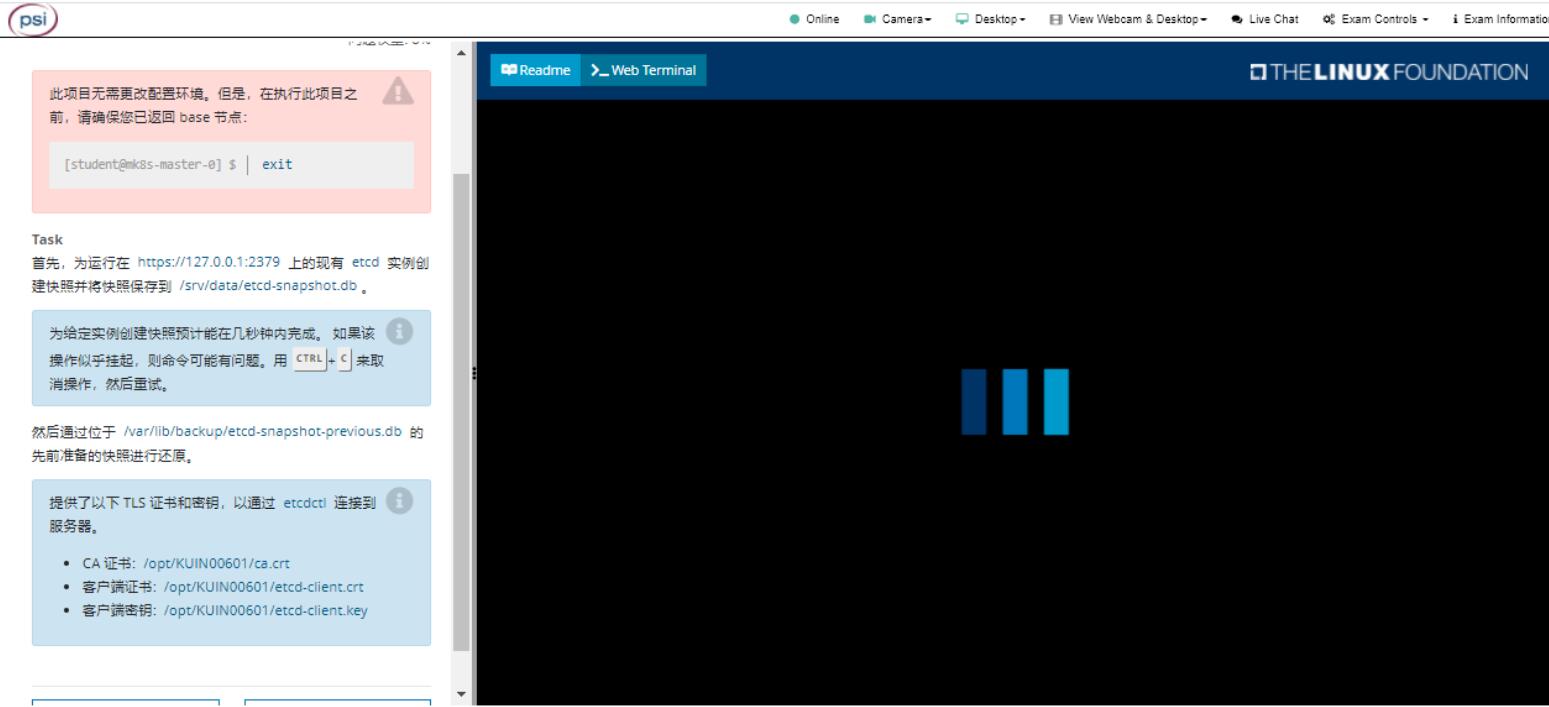 psi
Online
Camera
Desktop
View Webcam & Desktop
Live Chat
Exam Controls
Exam Informatio
Readme
Web Terminal
THE LINUX FOUNDATION
此项目无需更改配置环境。但是，在执行此项目之
前，请确保您已返回 base 节点：
[student@mk8s-master-0] $ | exit
Task
首先，为运行在 https://127.0.0.1:2379 上的现有 etcd 实例创
建快照并将快照保存到 /srv/data/etcd-snapshot.db 。
为给定实例创建快照预计能在几秒钟内完成。 如果该
操作似乎挂起，则命令可能有问题。用 CTRL + C 来取
消操作，然后重试。
然后通过位于 /var/lib/backup/etcd-snapshot-previous.db 的
先前准备的快照进行还原。
提供了以下 TLS 证书和密钥，以通过 etcdctl 连接到
服务器。
• CA 证书：/opt/KUIN00601/ca.crt
• 客户端证书：/opt/KUIN00601/etcd-client.crt
• 客户端密钥：/opt/KUIN00601/etcd-client.key